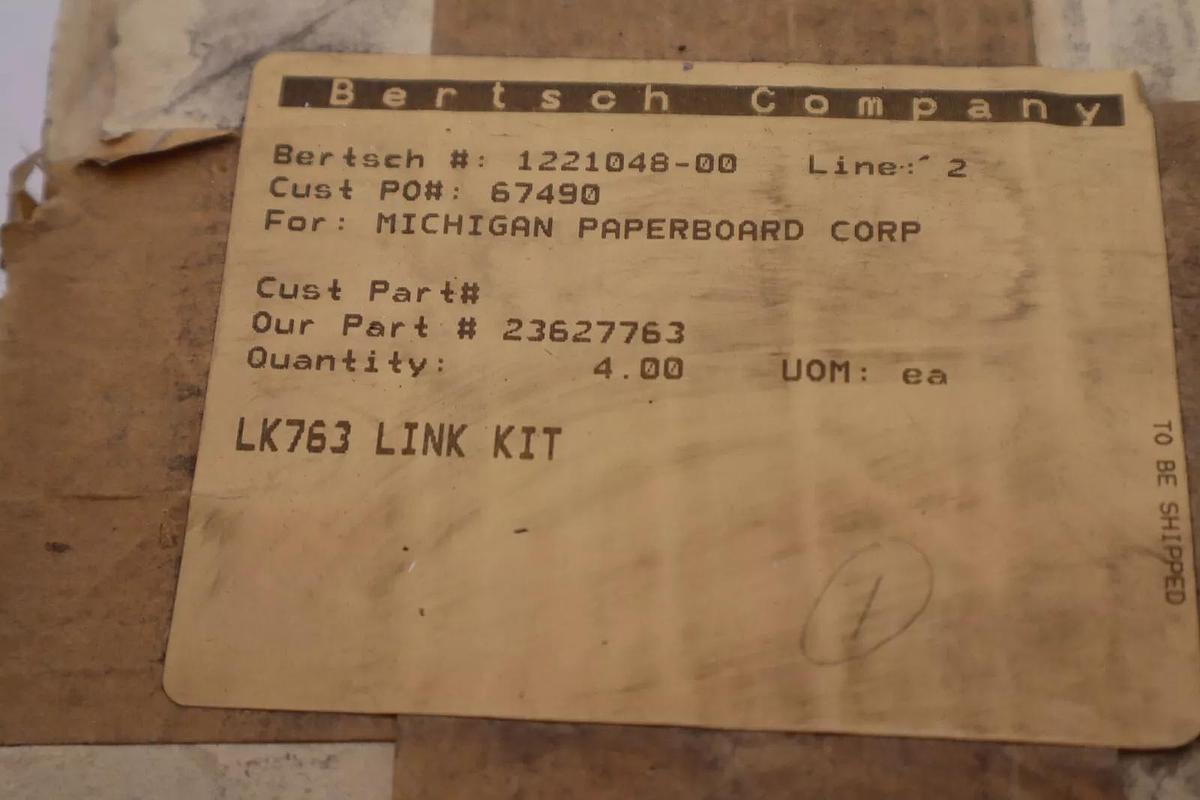 Bertsch Company
Bertsch #: 1221048-00 Line: 2
Cust PO#: 67490
For: MICHIGAN PAPERBOARD CORP
Cust Part#
Our Part # 23627763
Quantity: 4.00 UOM: ea
LK763 LINK KIT
TO BE SHIPPED
1